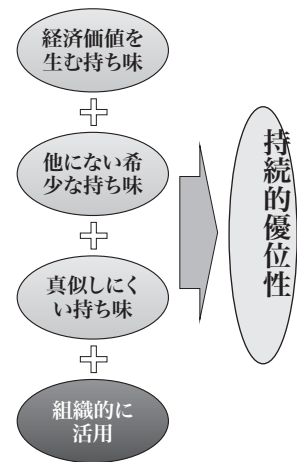 経済価値を
生む持ち味
他にない希
少な持ち味
真似しにく
い持ち味
組織的に
活用
持続的優位性